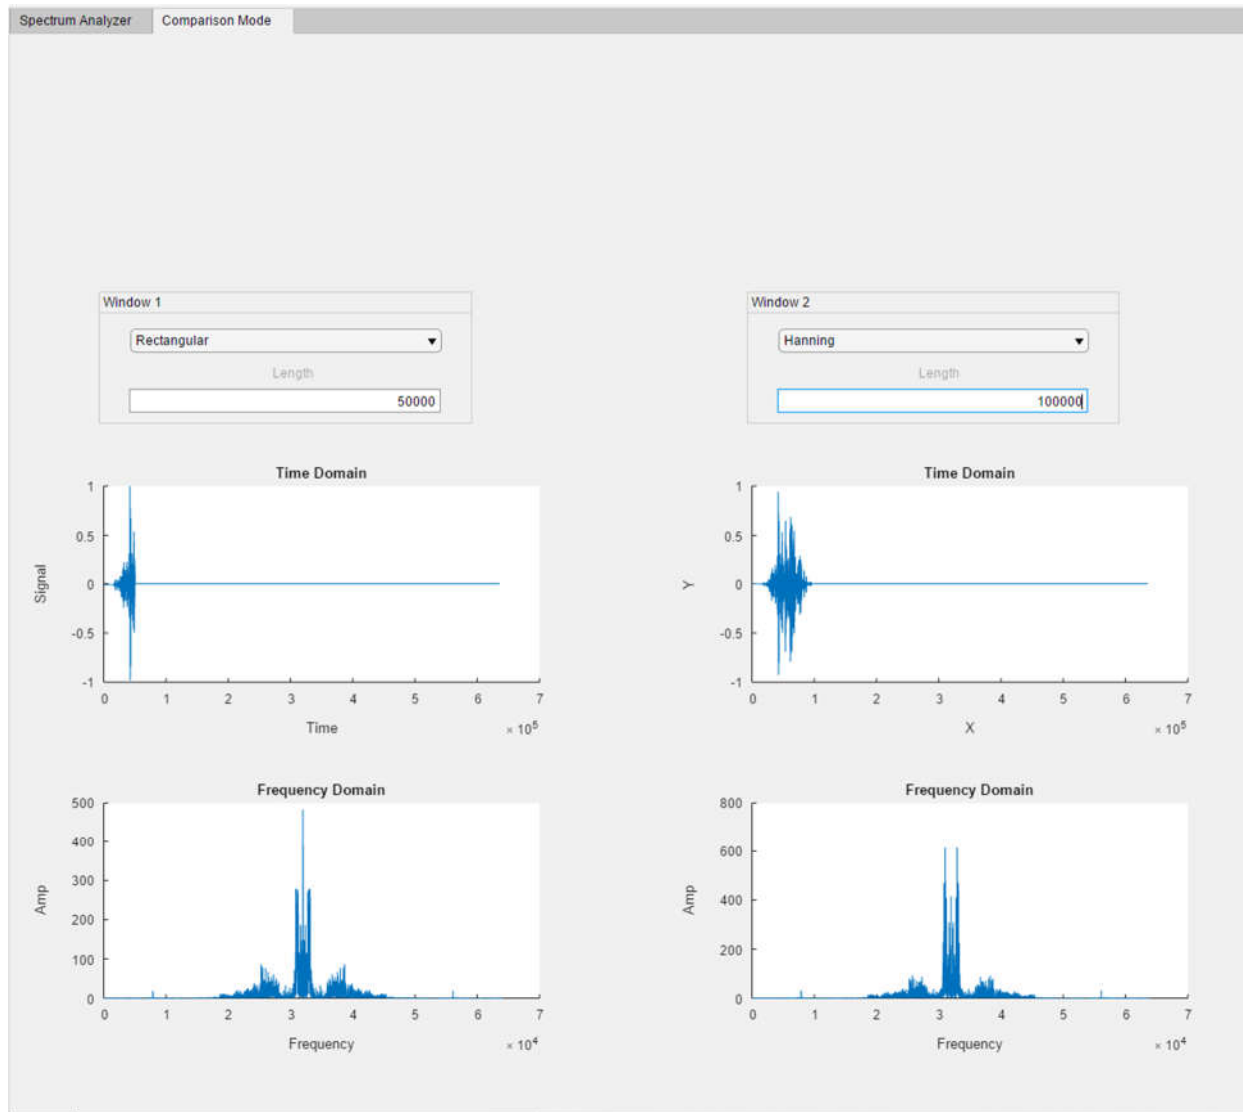 Spectrum Analyzer Comparison Mode
Window 1
Rectangular
Length
50000
Window 2
Hanning
Length
100000
Time Domain
1
0.5
0
-0.5
-1
Signal
0 1 2 3 4 5 6 7
Time
× 10⁵
Time Domain
1
0.5
0
-0.5
-1
Y
0 1 2 3 4 5 6 7
X
× 10⁵
Frequency Domain
500
400
300
200
100
0
Amp
0 1 2 3 4 5 6 7
Frequency
× 10⁴
Frequency Domain
800
600
400
200
0
Amp
0 1 2 3 4 5 6 7
Frequency
× 10⁴